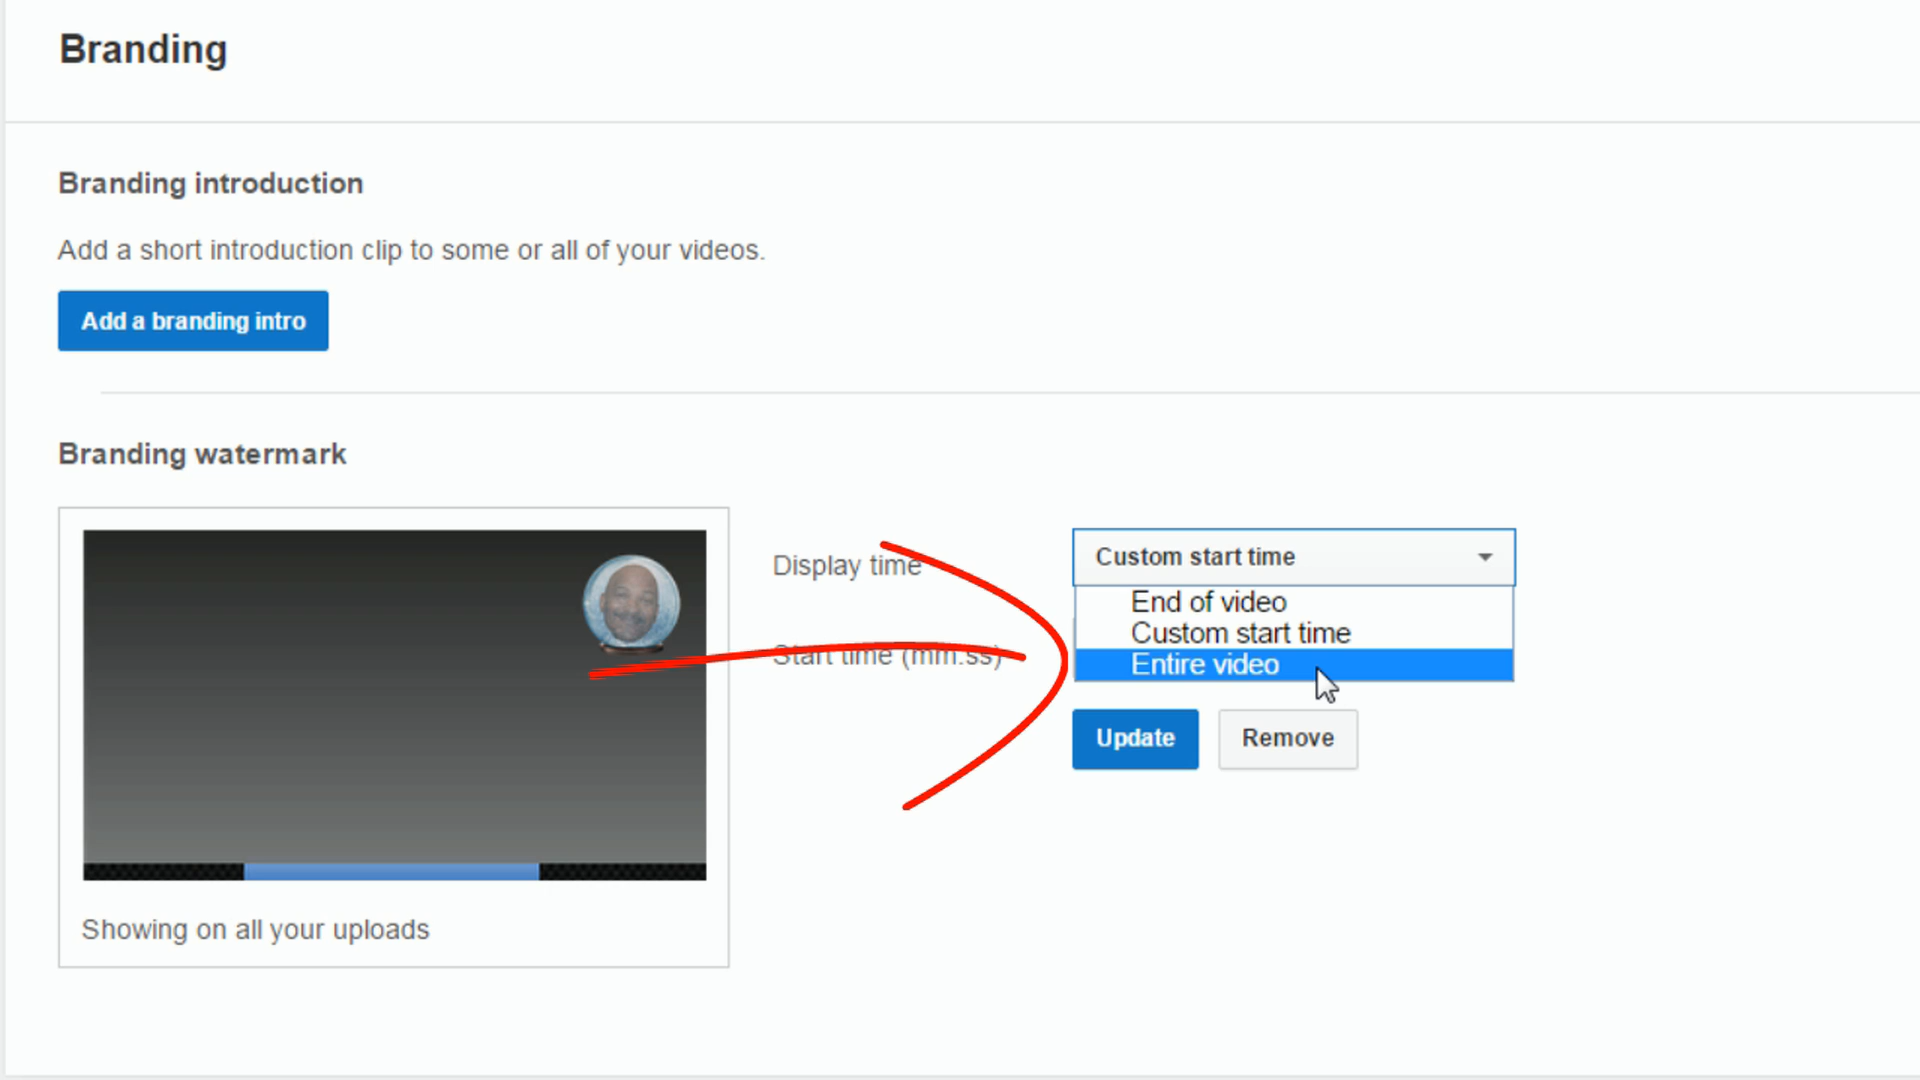 Branding
Branding introduction
Add a short introduction clip to some or all of your videos.
Add a branding intro
Branding watermark
Display time
Custom start time
End of video
Custom start time
Start time (mm:ss)
Entire video
Update
Remove
Showing on all your uploads